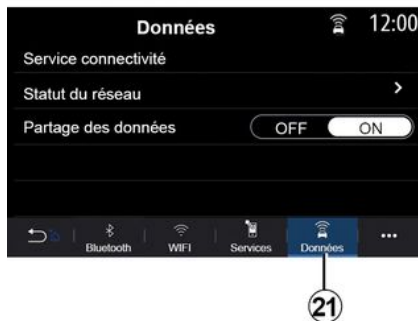 Données 12:00
Service connectivité
Statut du réseau
Partage des données OFF ON
Bluetooth WIFI Services Données
21